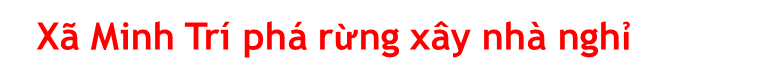 Xã Minh Trí phá rừng xây nhà nghỉ